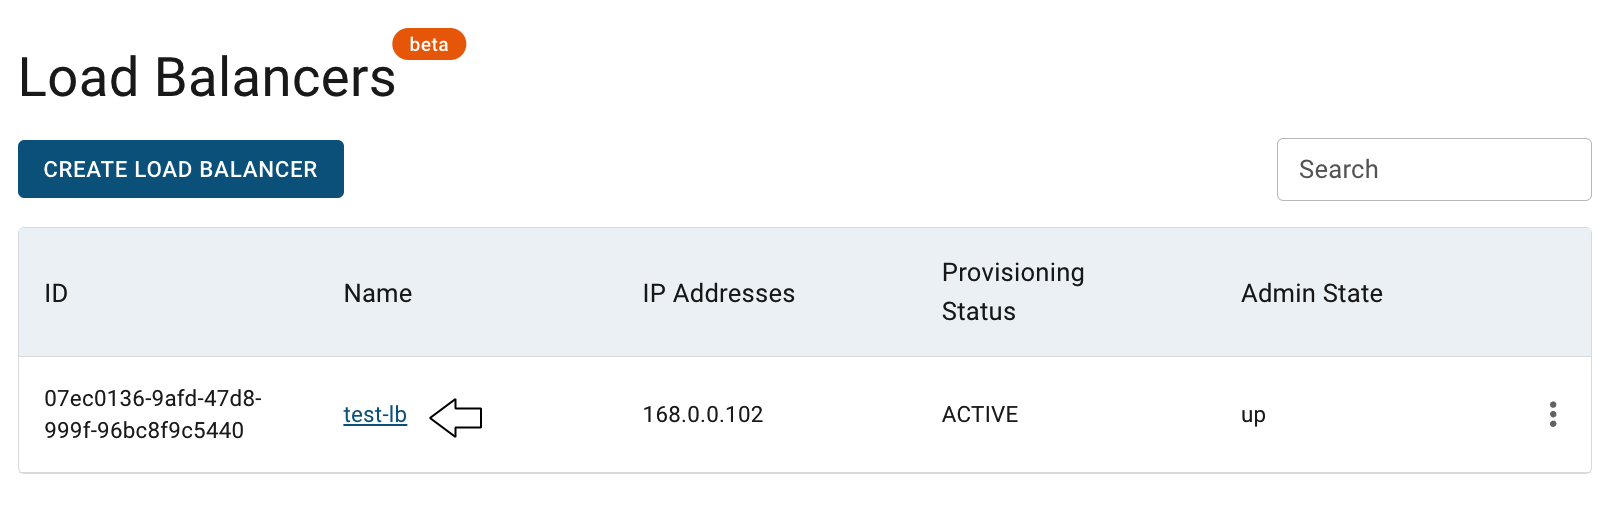 beta
Load Balancers
CREATE LOAD BALANCER
Search
ID
Name
IP Addresses
Provisioning
Status
Admin State
07ec0136-9afd-47d8-
999f-96bc8f9c5440
test-lb
168.0.0.102
ACTIVE
up